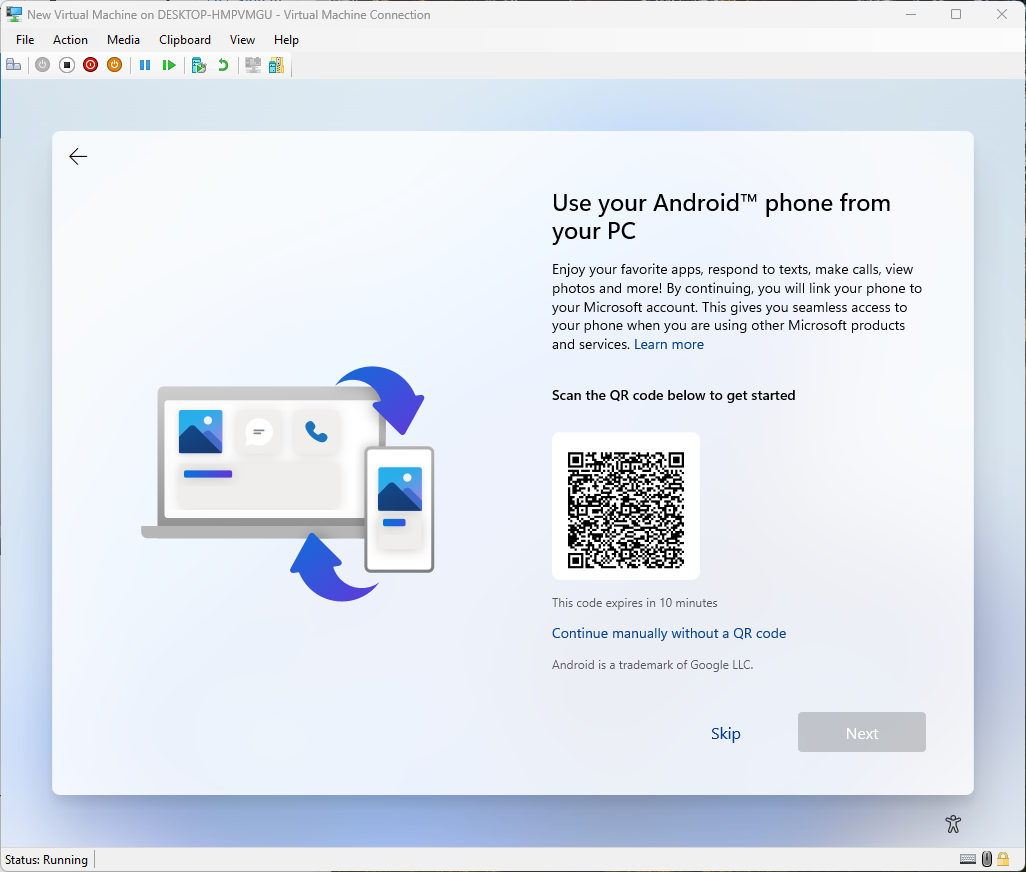 New Virtual Machine on DESKTOP-HMPVMGU - Virtual Machine Connection
File Action Media Clipboard View Help
Use your Android™ phone from
your PC
Enjoy your favorite apps, respond to texts, make calls, view
photos and more! By continuing, you will link your phone to
your Microsoft account. This gives you seamless access to
your phone when you are using other Microsoft products
and services. Learn more
Scan the QR code below to get started
This code expires in 10 minutes
Continue manually without a QR code
Android is a trademark of Google LLC.
Skip
Next
Status: Running